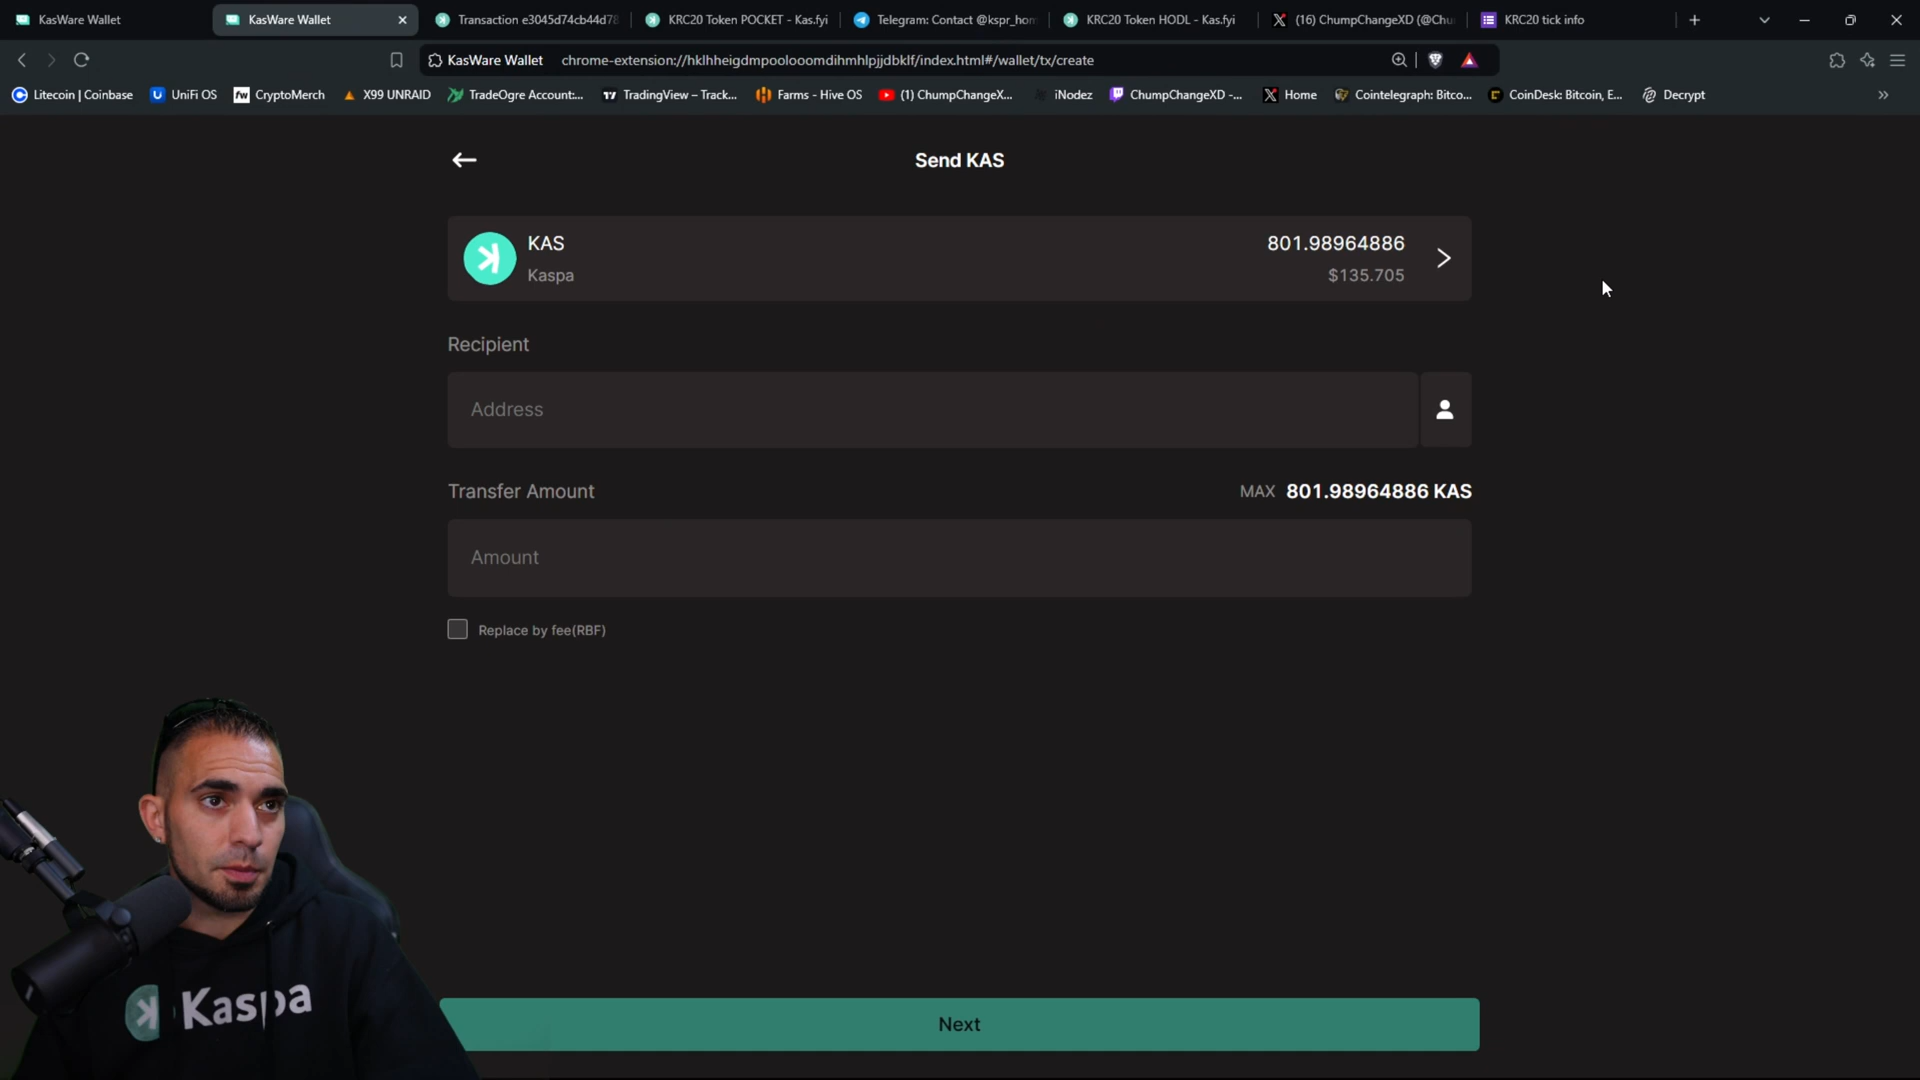 KasWare Wallet
KasWare Wallet
Transaction e3045d74cb44d78
KRC20 Token POCKET - Kas.fyi
Telegram: Contact @kspr_hom
KRC20 Token HODL - Kas.fyi
(16) ChumpChangeXD (@Chu
KRC20 tick info
KasWare Wallet chrome-extension://hklhheigdmpoolooomdihmhlpjjdbklf/index.html#/wallet/tx/create
Litecoin | Coinbase
UniFi OS
fw CryptoMerch
X99 UNRAID
TradeOgre Account:...
TradingView – Track...
Farms - Hive OS
(1) ChumpChangeX...
iNodez
ChumpChangeXD -...
Home
Cointelegraph: Bitco...
CoinDesk: Bitcoin, E...
Decrypt
Send KAS
KAS 801.98964886
Kaspa $135.705
Recipient
Address
Transfer Amount MAX 801.98964886 KAS
Amount
Replace by fee(RBF)
Kaspa
Next